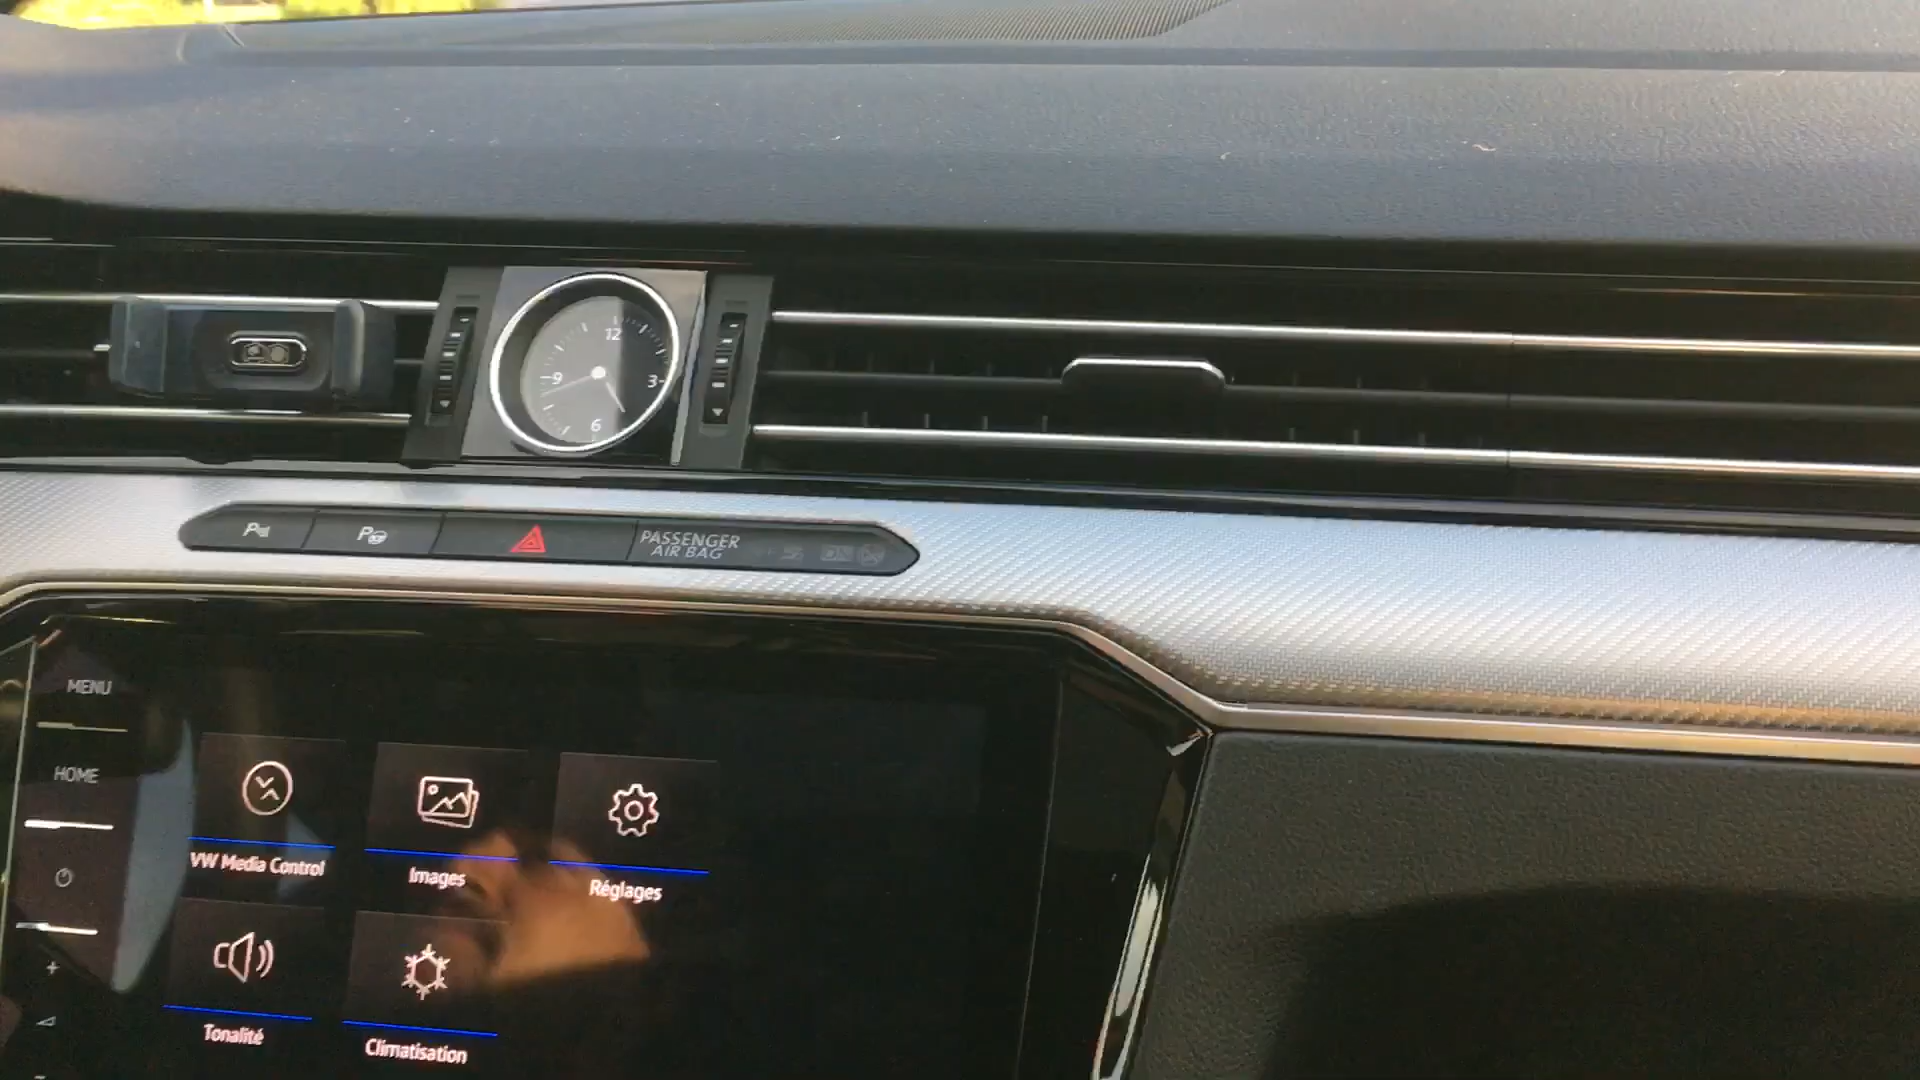 12
9
3
6
P
P
PASSENGER
AIR BAG
MENU
HOME
VW Media Control
Images
Réglages
Tonalité
Climatisation